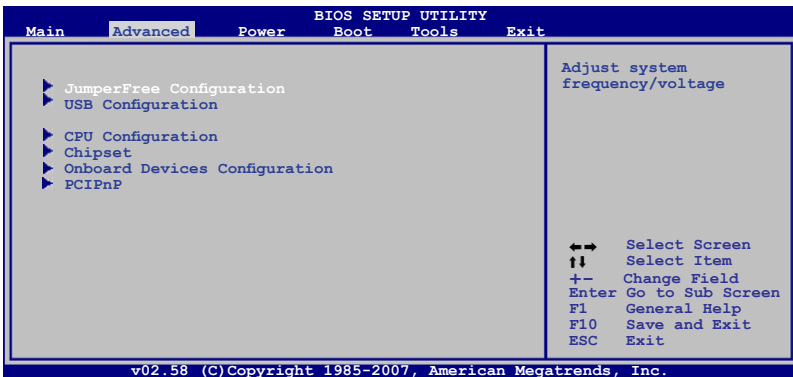 BIOS SETUP UTILITY
Main Advanced Power Boot Tools Exit
JumperFree Configuration
USB Configuration
CPU Configuration
Chipset
Onboard Devices Configuration
PCIPnP
Adjust system
frequency/voltage
←→ Select Screen
↑↓ Select Item
+- Change Field
Enter Go to Sub Screen
F1 General Help
F10 Save and Exit
ESC Exit
v02.58 (C)Copyright 1985-2007, American Megatrends, Inc.